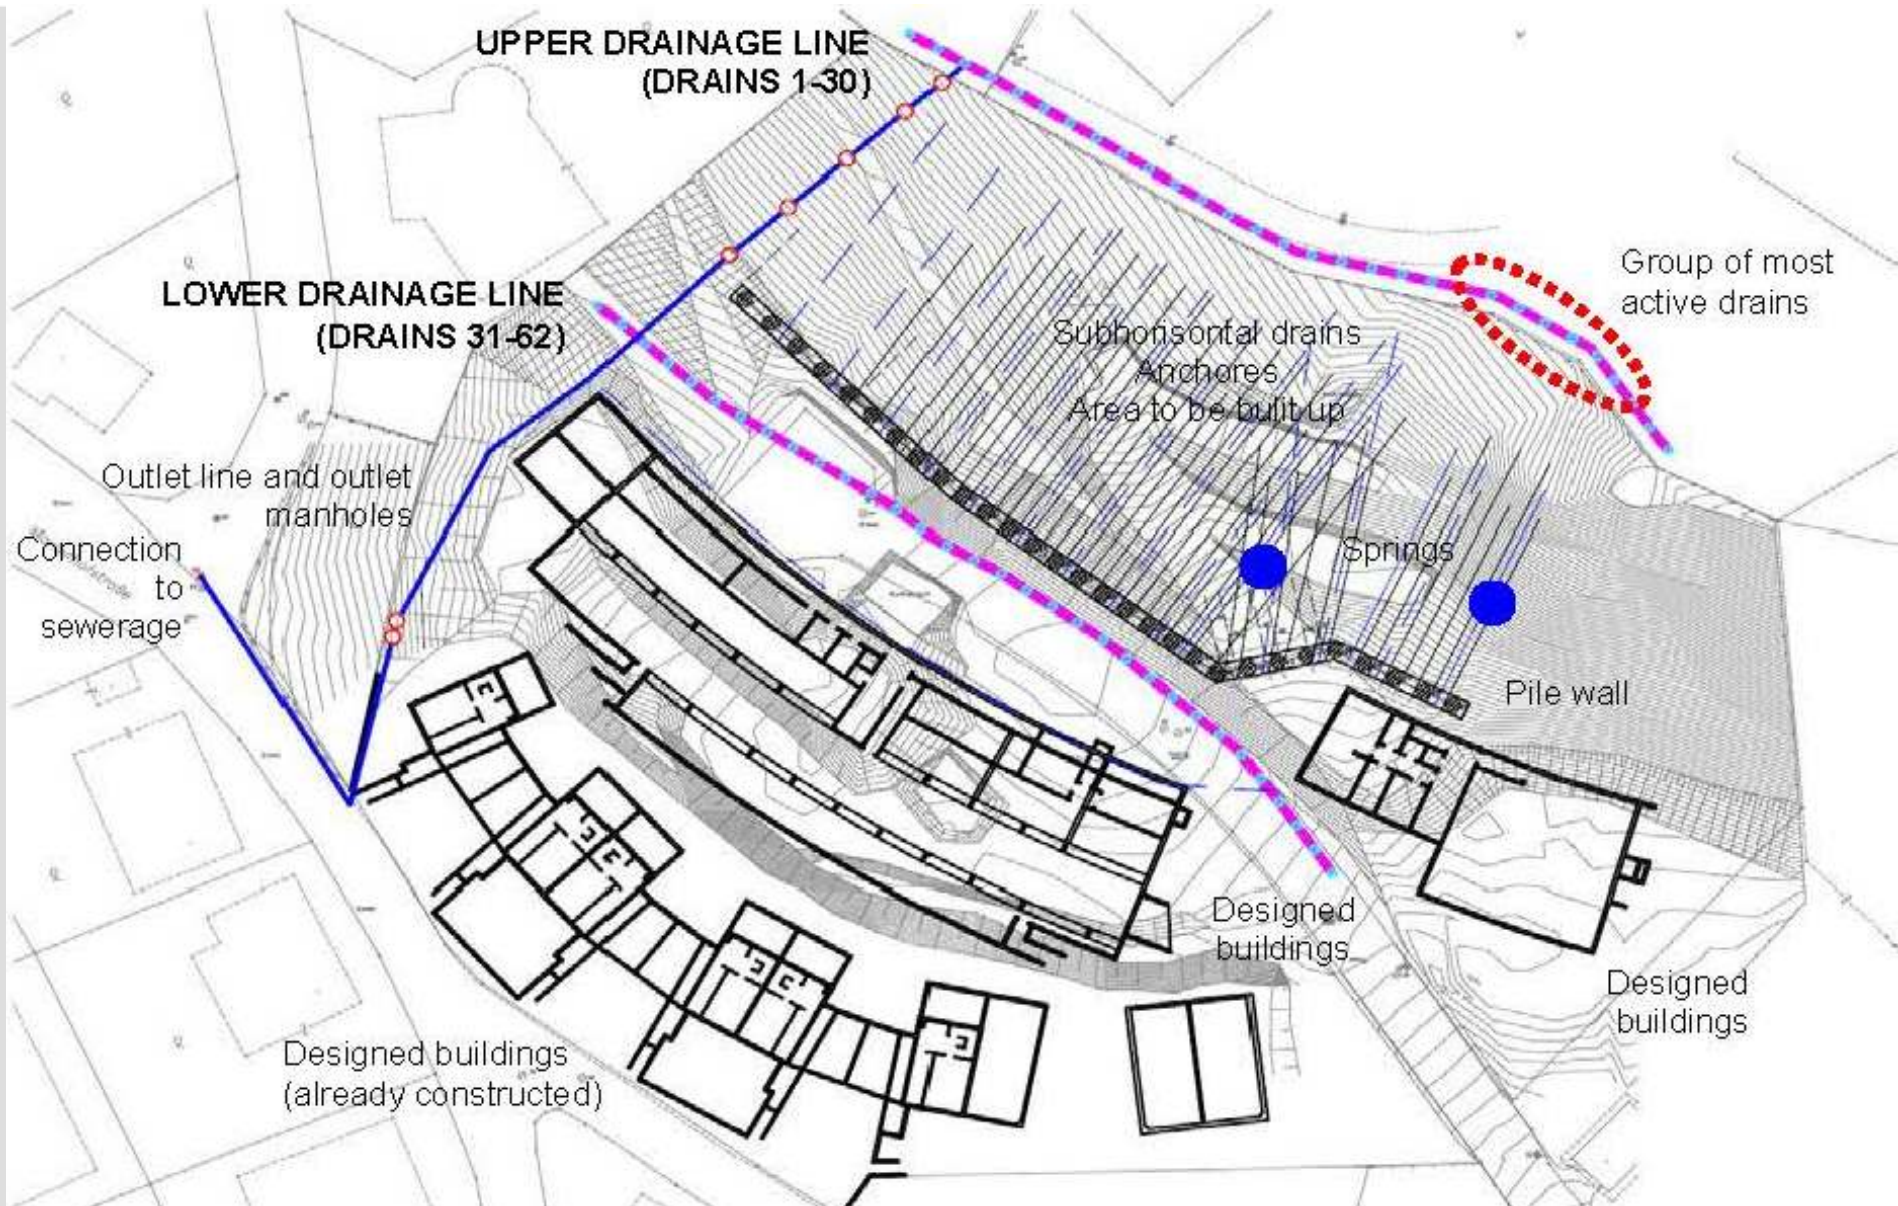 UPPER DRAINAGE LINE
(DRAINS 1-30)
Group of most
active drains
LOWER DRAINAGE LINE
(DRAINS 31-62)
Subhorisontal drains
Anchores
Area to be bulit up
Outlet line and outlet
manholes
Connection
to
sewerage
Springs
Pile wall
Designed
buildings
Designed
buildings
Designed buildings
(already constructed)